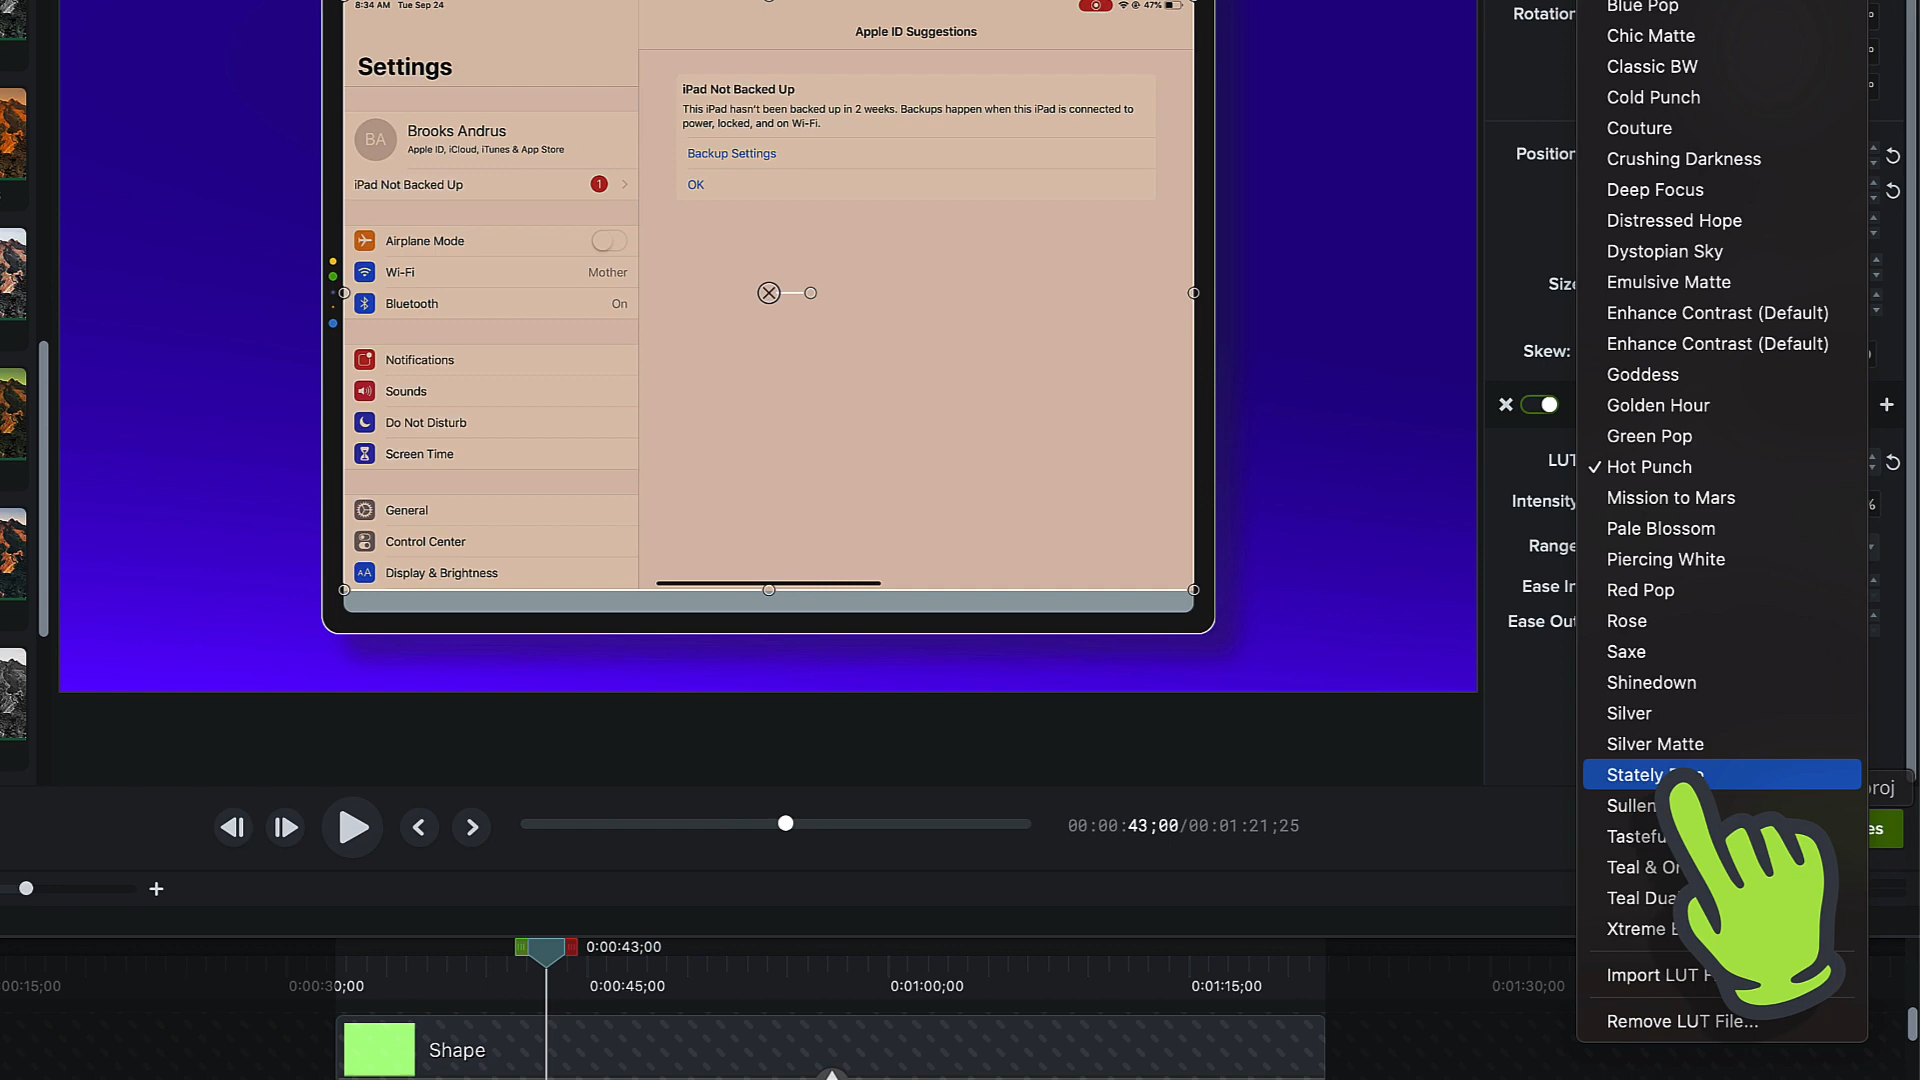 8:34 AM Tue Sep 24
47%
Settings
Apple ID Suggestions
BA
Brooks Andrus
Apple ID, iCloud, iTunes & App Store
iPad Not Backed Up
1
Airplane Mode
Wi-Fi
Mother
Bluetooth
On
Notifications
Sounds
Do Not Disturb
Screen Time
General
Control Center
AA
Display & Brightness
iPad Not Backed Up
This iPad hasn't been backed up in 2 weeks. Backups happen when this iPad is connected to
power, locked, and on Wi-Fi.
Backup Settings
OK
Rotation
Position
Size
Skew:
LUT
Intensity
%
Range
Ease In
Ease Out
Blue Pop
Chic Matte
Classic BW
Cold Punch
Couture
Crushing Darkness
Deep Focus
Distressed Hope
Dystopian Sky
Emulsive Matte
Enhance Contrast (Default)
Enhance Contrast (Default)
Goddess
Golden Hour
Green Pop
Hot Punch
Mission to Mars
Pale Blossom
Piercing White
Red Pop
Rose
Saxe
Shinedown
Silver
Silver Matte
Stately
Sullen
Tasteful
Teal &
Teal
Xtreme
Import LUT
Remove LUT File...
proj
00:00:43;00/00:01:21;25
0:00:43;00
00:15;00
0:00:30;00
0:00:45;00
0:01:00;00
0:01:15;00
0:01:30;00
Shape